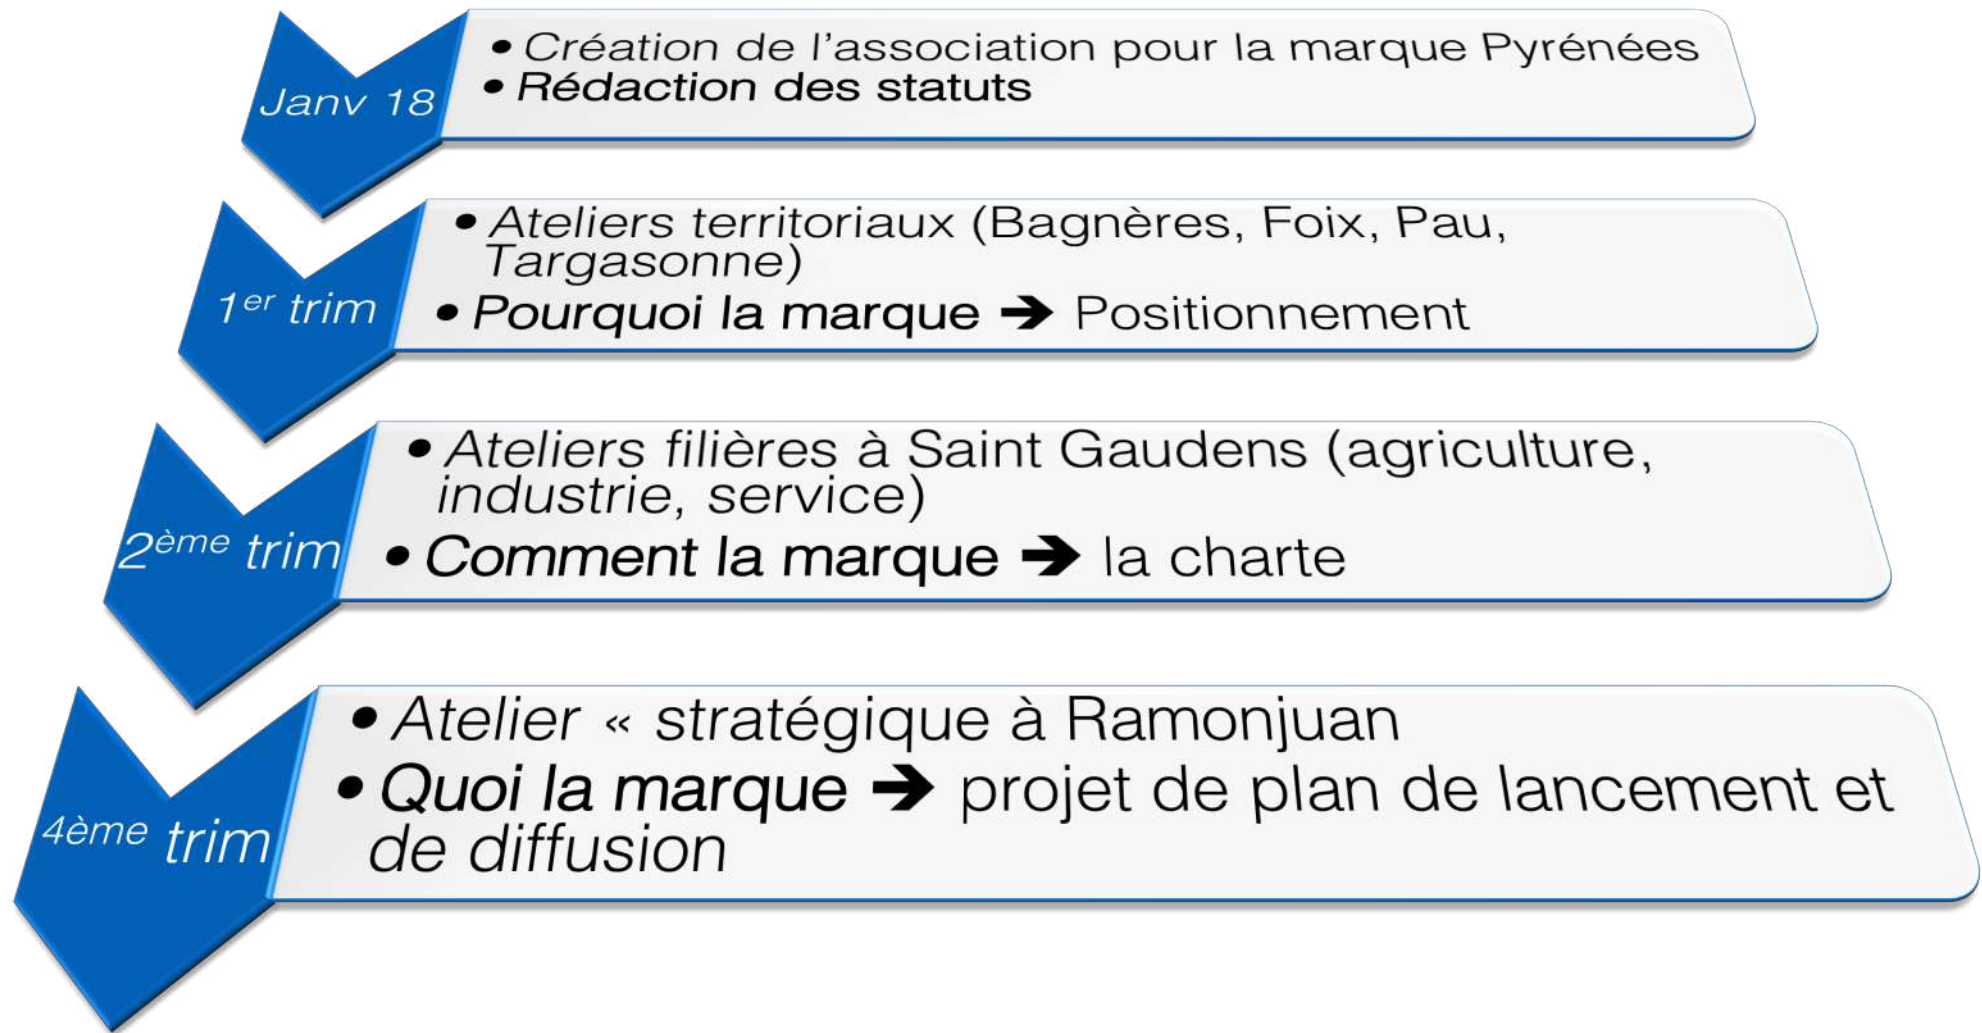 Janv 18
• Création de l'association pour la marque Pyrénées
• Rédaction des statuts
1er trim
• Ateliers territoriaux (Bagnères, Foix, Pau,
Targasonne)
• Pourquoi la marque ➔ Positionnement
2ème trim
• Ateliers filières à Saint Gaudens (agriculture,
industrie, service)
• Comment la marque ➔ la charte
4ème trim
• Atelier « stratégique à Ramonjuan
• Quoi la marque ➔ projet de plan de lancement et
de diffusion